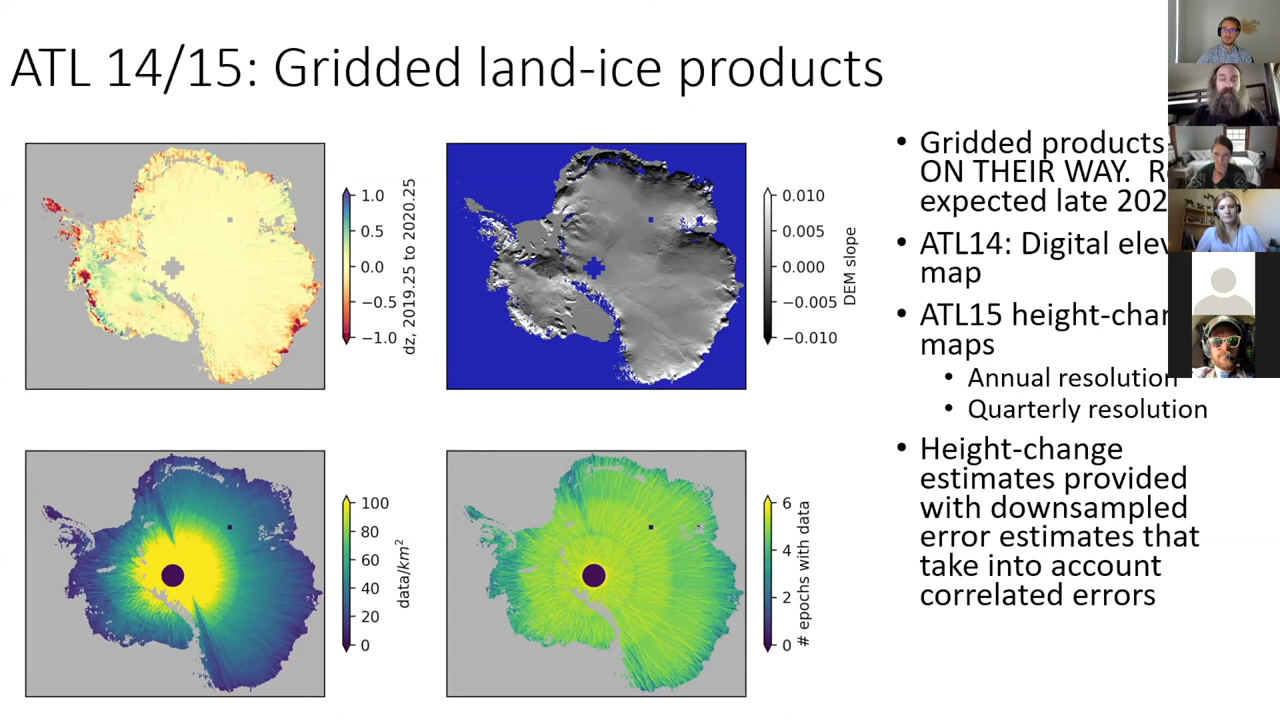 ATL 14/15: Gridded land-ice products
1.0
0.5
0.0
−0.5
−1.0
dz, 2019.25 to 2020.25
0.010
0.005
0.000
−0.005
−0.010
DEM slope
100
80
60
40
20
0
data/km²
6
4
2
0
# epochs with data
• Gridded products
ON THEIR WAY.
expected late
• ATL14: Digital
map
• ATL15
maps
• Annual resolution
• Quarterly resolution
• Height-change
estimates provided
with downsampled
error estimates that
take into account
correlated errors